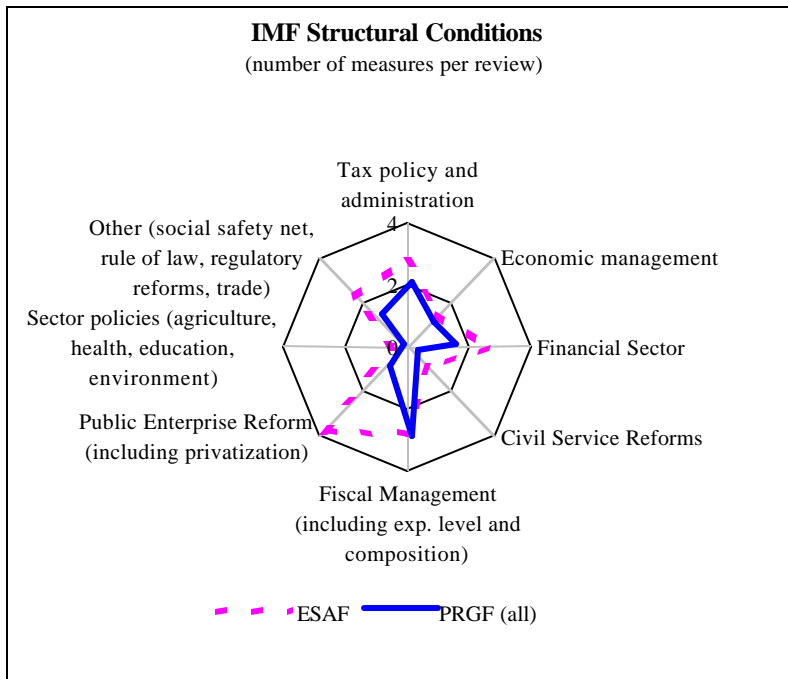 IMF Structural Conditions
(number of measures per review)
Tax policy and
administration
4
2
0
Economic management
Financial Sector
Civil Service Reforms
Fiscal Management
(including exp. level and
composition)
Public Enterprise Reform
(including privatization)
Sector policies (agriculture,
health, education,
environment)
Other (social safety net,
rule of law, regulatory
reforms, trade)
ESAF
PRGF (all)